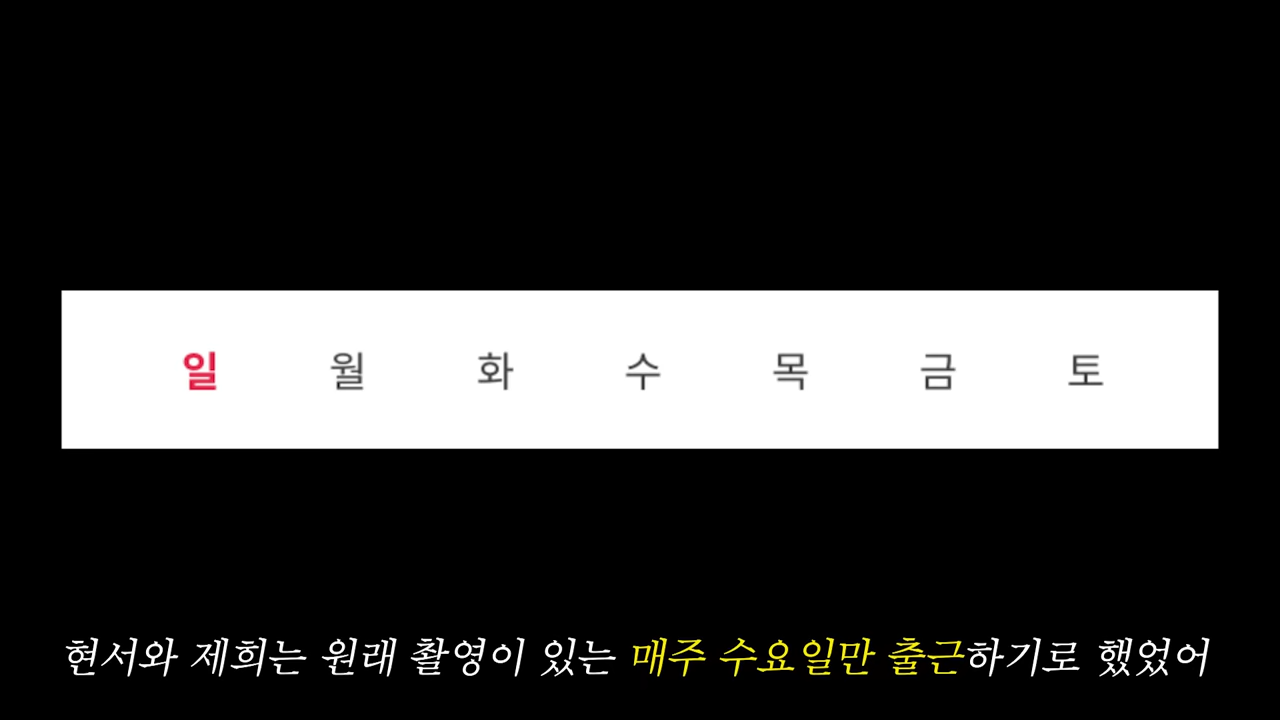 일 월 화 수 목 금 토
현서와 제희는 원래 촬영이 있는 매주 수요일만 출근하기로 했었어